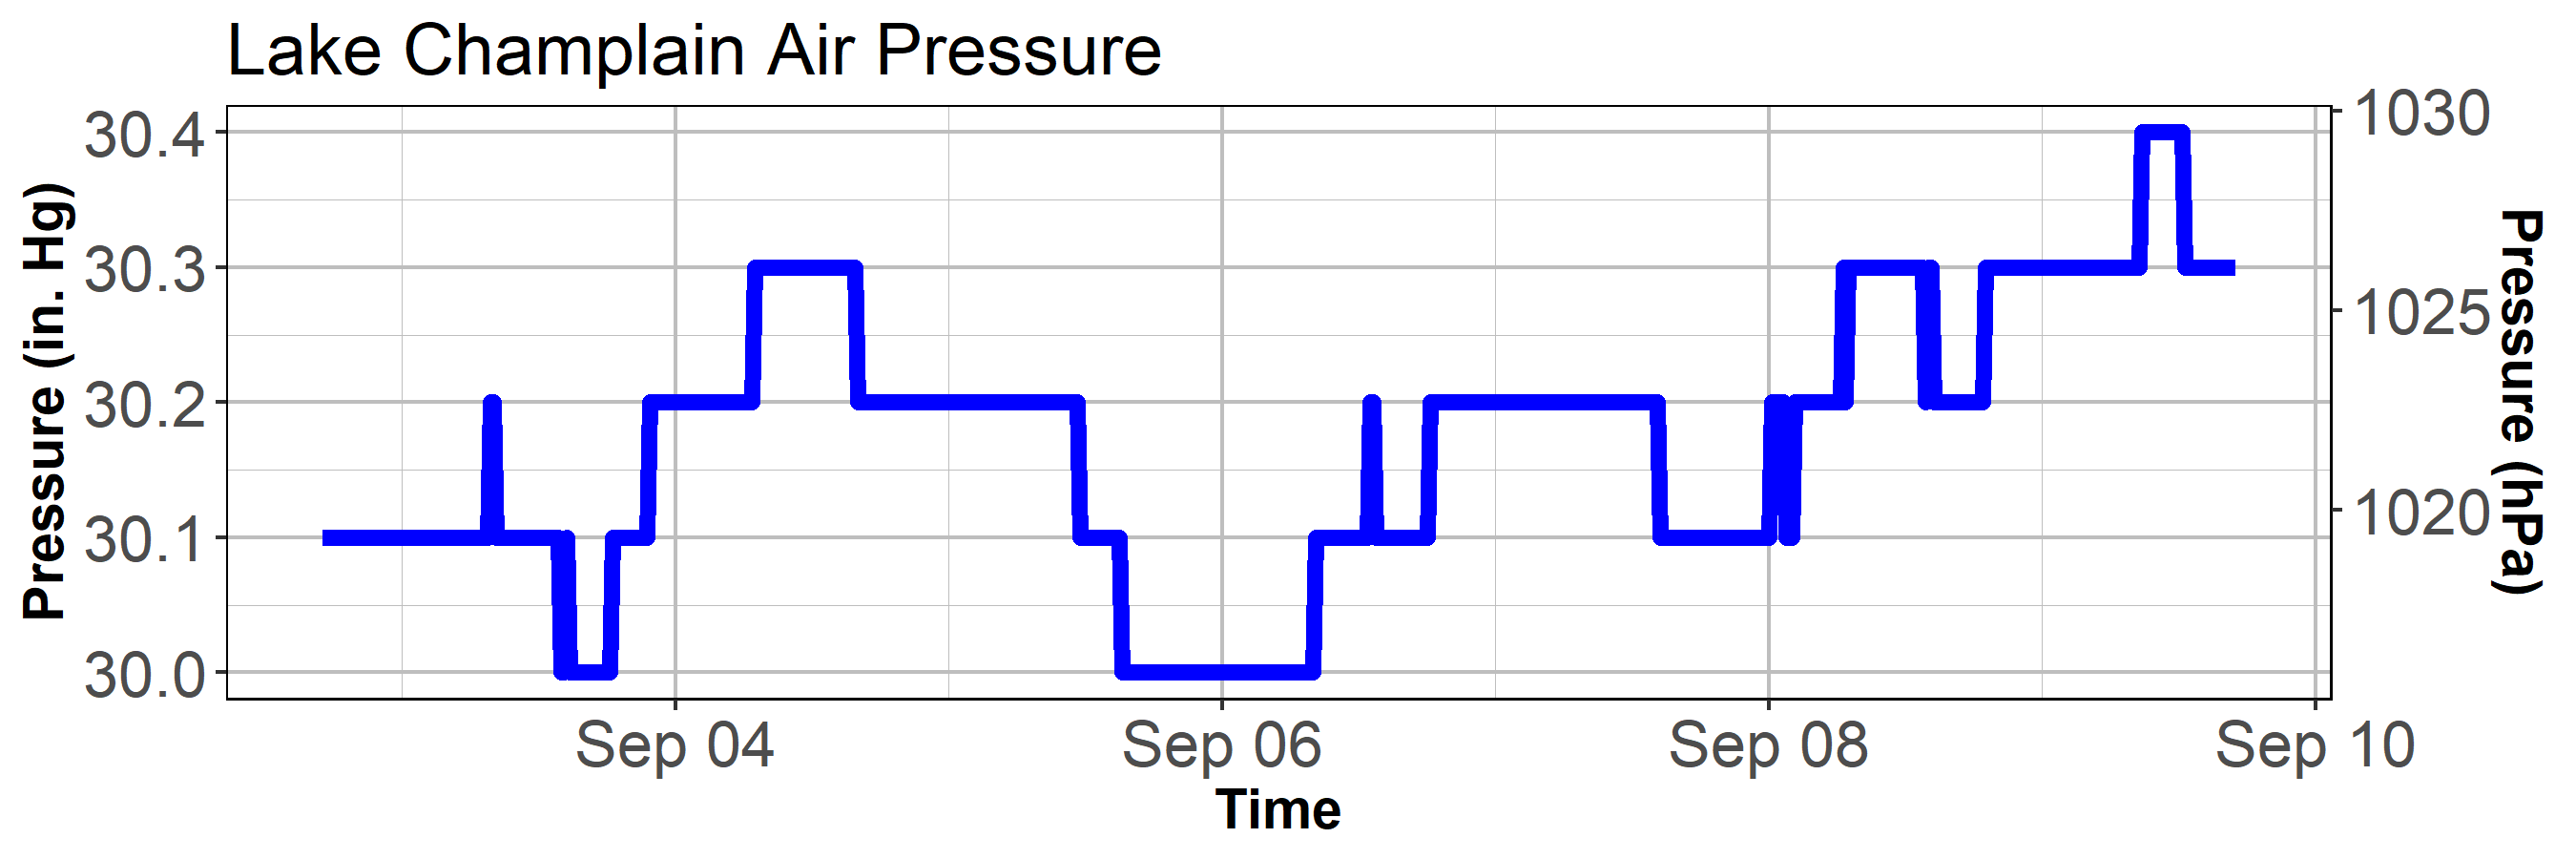 Lake Champlain Air Pressure
30.4
30.3
30.2
30.1
30.0
Pressure (in. Hg)
1030
1025
1020
Pressure (hPa)
Sep 04
Sep 06
Sep 08
Sep 10
Time